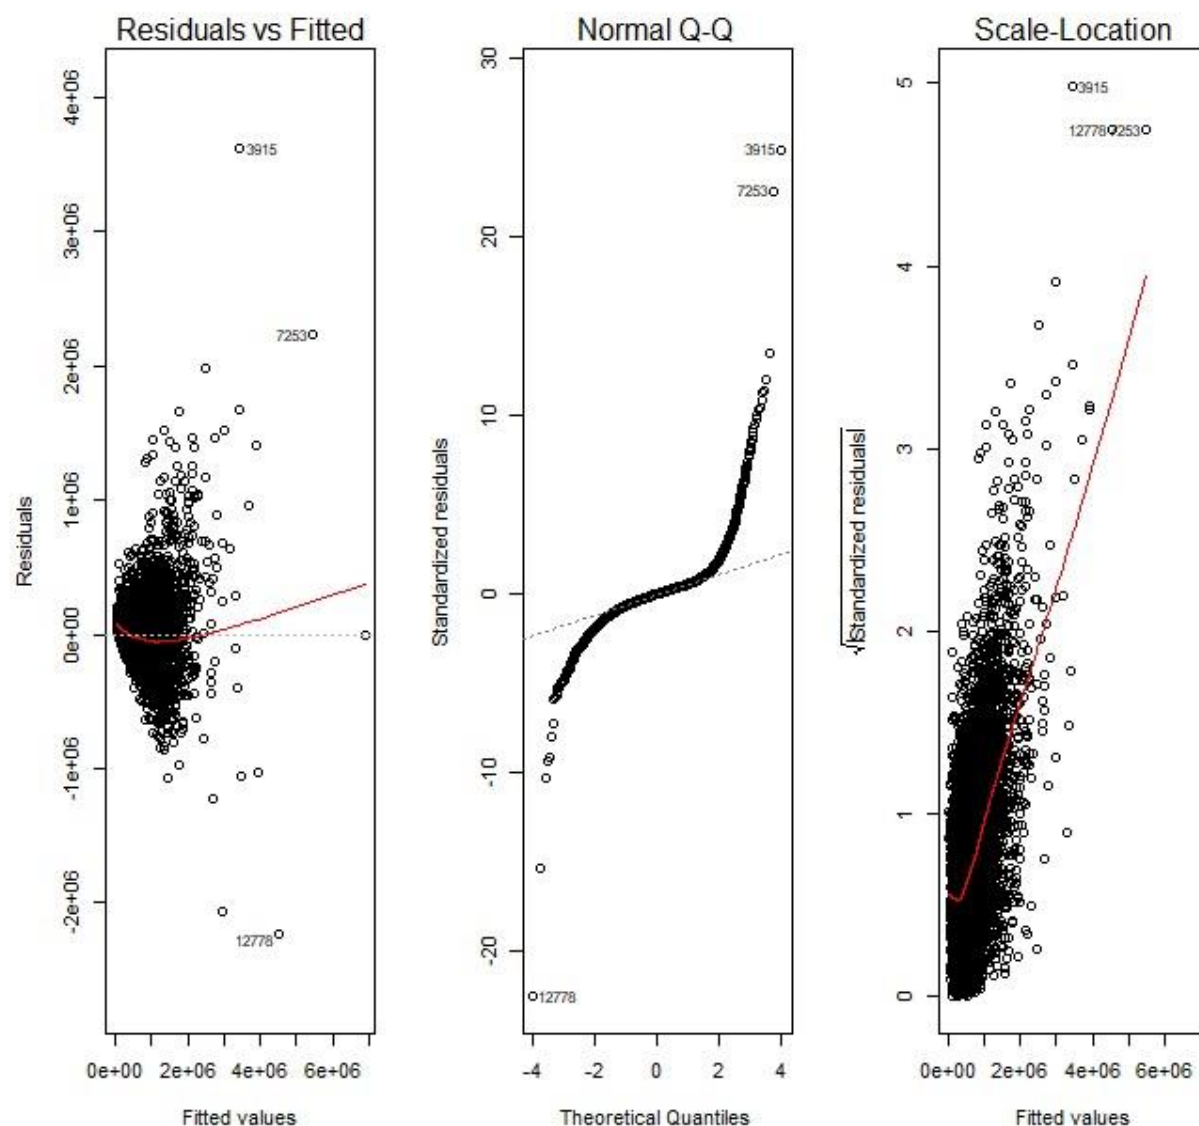 Residuals vs Fitted
Residuals
4e+06
3e+06
2e+06
1e+06
0e+00
-1e+06
-2e+06
3915
7253
12778
0e+00 2e+06 4e+06 6e+06
Fitted values
Normal Q-Q
Standardized residuals
30
20
10
0
-10
-20
3915
7253
12778
-4 -2 0 2 4
Theoretical Quantiles
Scale-Location
√|Standardized residuals|
5
4
3
2
1
0
3915
12778 7253
0e+00 2e+06 4e+06 6e+06
Fitted values